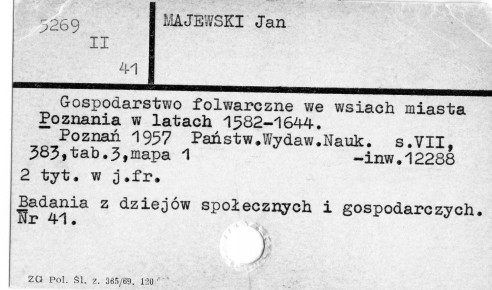 5269
II
41
MAJEWSKI Jan
Gospodarstwo folwarczne we wsiach miasta
Poznania w latach 1582-1644.
Poznań 1957 Państw.Wydaw.Nauk. s.VII,
383,tab.3,mapa 1 -inw.12288
2 tyt. w j.fr.
Badania z dziejów społecznych i gospodarczych.
Nr 41.
ZG Pol. Śl. z. 365/69. 120